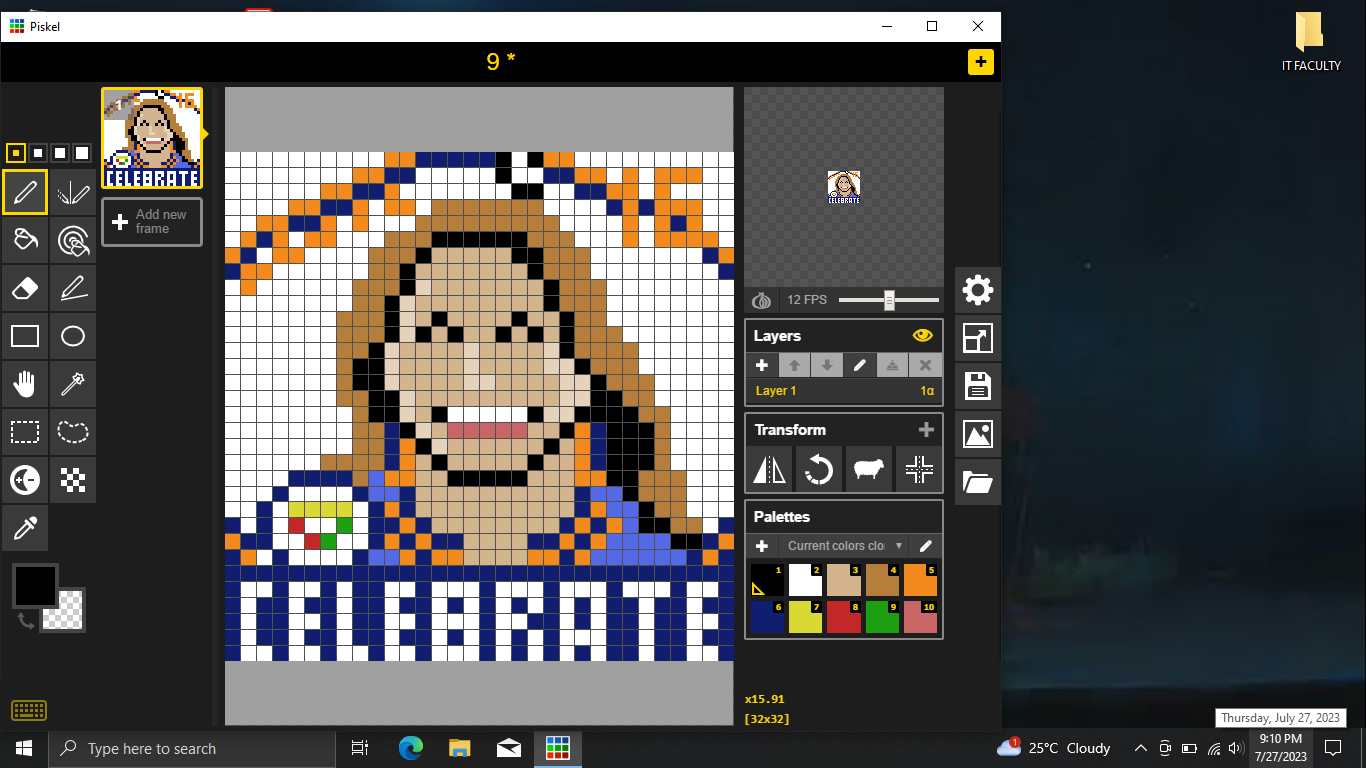 Piskel
9 *
+
IT FACULTY
Add new
frame
12 FPS
Layers
Layer 1
1α
Transform
Palettes
Current colors clo
1
2
3
4
5
6
7
8
9
10
16
CELEBRATE
x15.91
[32x32]
Thursday, July 27, 2023
Type here to search
1
25°C Cloudy
9:10 PM
7/27/2023